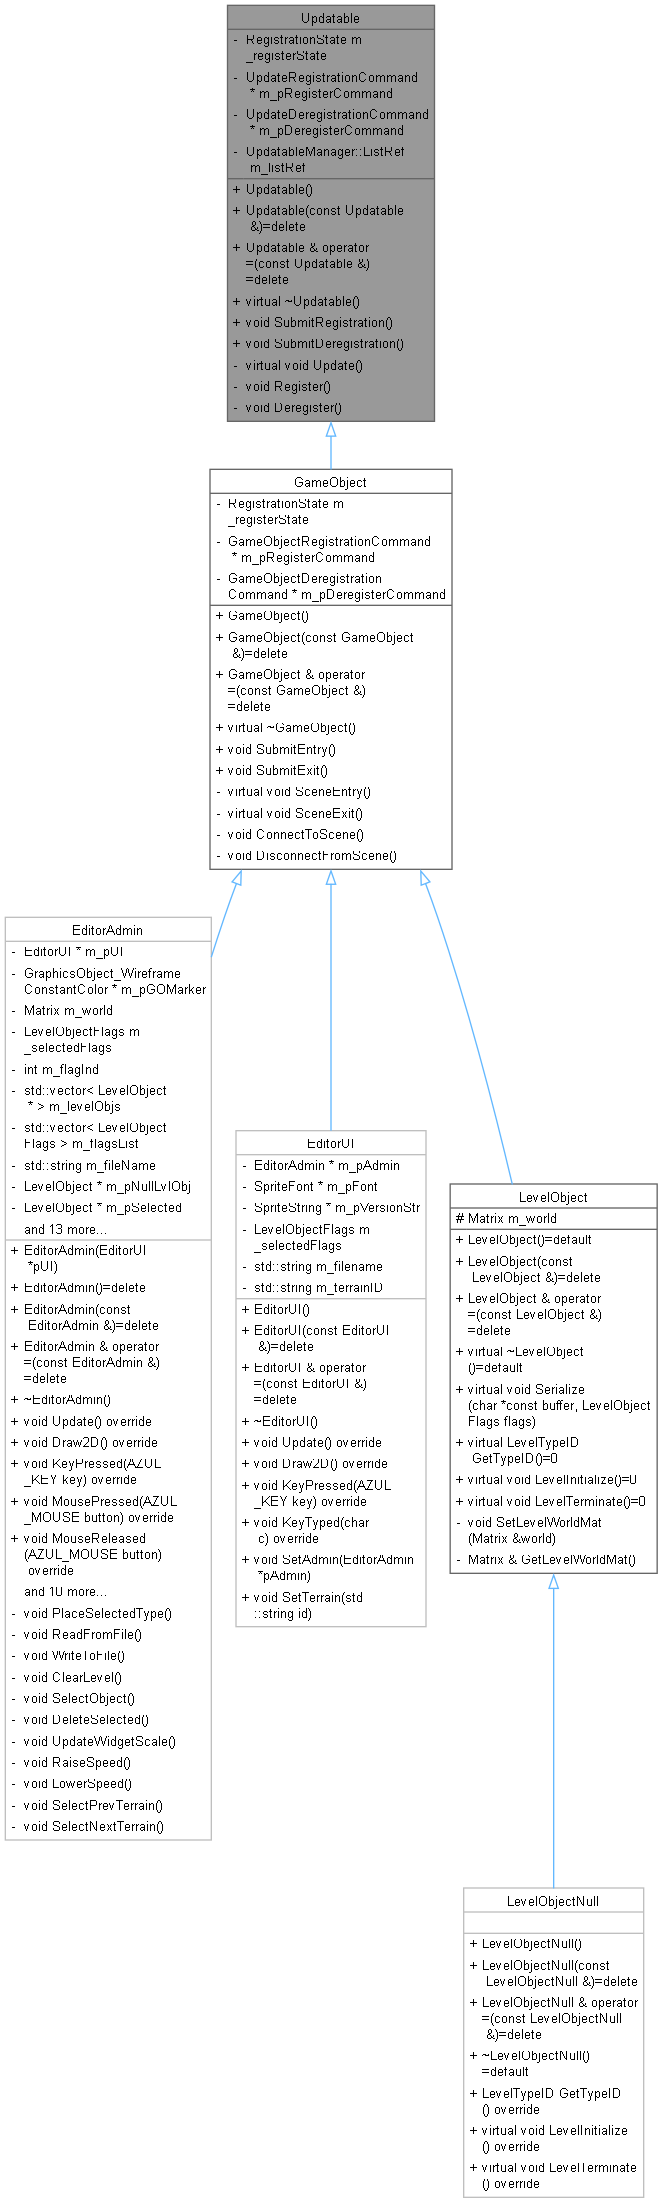 Updatable
- RegistrationState m
_registerState
- UpdateRegistrationCommand
* m_pRegisterCommand
- UpdateDeregistrationCommand
* m_pDeregisterCommand
- UpdatableManager::ListRef
m_listRef
+ Updatable()
+ Updatable(const Updatable
&)=delete
+ Updatable & operator
=(const Updatable &)
=delete
+ virtual ~Updatable()
+ void SubmitRegistration()
+ void SubmitDeregistration()
- virtual void Update()
- void Register()
- void Deregister()
GameObject
- RegistrationState m
_registerState
- GameObjectRegistrationCommand
* m_pRegisterCommand
- GameObjectDeregistration
Command * m_pDeregisterCommand
+ GameObject()
+ GameObject(const GameObject
&)=delete
+ GameObject & operator
=(const GameObject &)
=delete
+ virtual ~GameObject()
+ void SubmitEntry()
+ void SubmitExit()
- virtual void SceneEntry()
- virtual void SceneExit()
- void ConnectToScene()
- void DisconnectFromScene()
EditorAdmin
- EditorUI * m_pUI
- GraphicsObject_Wireframe
ConstantColor * m_pGOMarker
- Matrix m_world
- LevelObjectFlags m
_selectedFlags
- int m_flagInd
- std::vector< LevelObject
* > m_levelObjs
- std::vector< LevelObject
Flags > m_flagsList
- std::string m_fileName
- LevelObject * m_pNullLvlObj
- LevelObject * m_pSelected
and 13 more...
+ EditorAdmin(EditorUI
*pUI)
+ EditorAdmin()=delete
+ EditorAdmin(const
EditorAdmin &)=delete
+ EditorAdmin & operator
=(const EditorAdmin &)
=delete
+ ~EditorAdmin()
+ void Update() override
+ void Draw2D() override
+ void KeyPressed(AZUL
_KEY key) override
+ void MousePressed(AZUL
_MOUSE button) override
+ void MouseReleased
(AZUL_MOUSE button)
override
and 10 more...
- void PlaceSelectedType()
- void ReadFromFile()
- void WriteToFile()
- void ClearLevel()
- void SelectObject()
- void DeleteSelected()
- void UpdateWidgetScale()
- void RaiseSpeed()
- void LowerSpeed()
- void SelectPrevTerrain()
- void SelectNextTerrain()
EditorUI
- EditorAdmin * m_pAdmin
- SpriteFont * m_pFont
- SpriteString * m_pVersionStr
- LevelObjectFlags m
_selectedFlags
- std::string m_filename
- std::string m_terrainID
+ EditorUI()
+ EditorUI(const EditorUI
&)=delete
+ EditorUI & operator
=(const EditorUI &)
=delete
+ ~EditorUI()
+ void Update() override
+ void Draw2D() override
+ void KeyPressed(AZUL
_KEY key) override
+ void KeyTyped(char
c) override
+ void SetAdmin(EditorAdmin
*pAdmin)
+ void SetTerrain(std
::string id)
LevelObject
# Matrix m_world
+ LevelObject()=default
+ LevelObject(const
LevelObject &)=delete
+ LevelObject & operator
=(const LevelObject &)
=delete
+ virtual ~LevelObject
()=default
+ virtual void Serialize
(char *const buffer, LevelObject
Flags flags)
+ virtual LevelTypeID
GetTypeID()=0
+ virtual void LevelInitialize()=0
+ virtual void LevelTerminate()=0
- void SetLevelWorldMat
(Matrix &world)
- Matrix & GetLevelWorldMat()
LevelObjectNull
+ LevelObjectNull()
+ LevelObjectNull(const
LevelObjectNull &)=delete
+ LevelObjectNull & operator
=(const LevelObjectNull
&)=delete
+ ~LevelObjectNull()
=default
+ LevelTypeID GetTypeID
() override
+ virtual void LevelInitialize
() override
+ virtual void LevelTerminate
() override